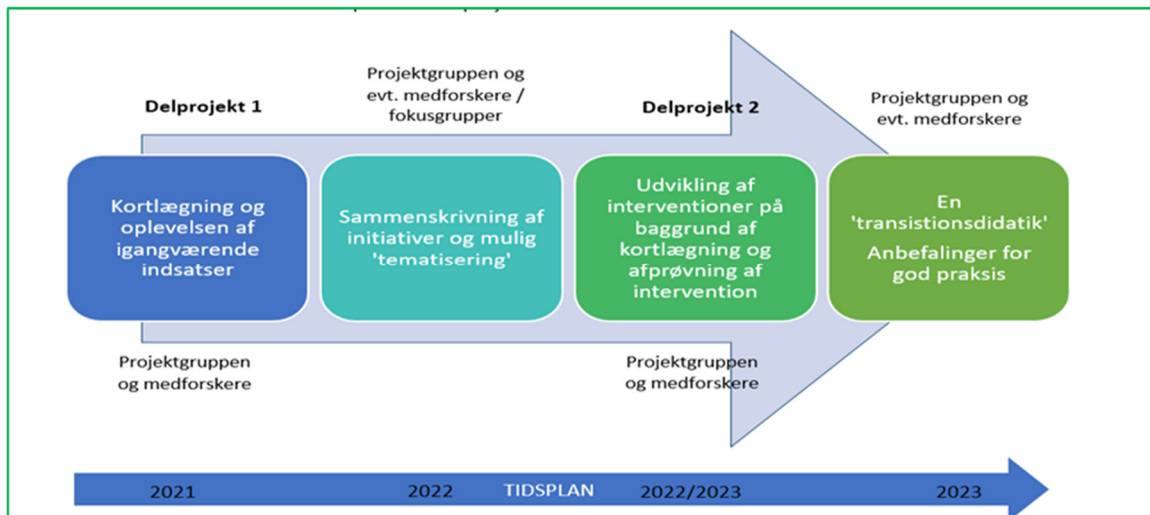 Projektgruppen og
evt. medforskere /
fokusgrupper
Delprojekt 1
Delprojekt 2
Projektgruppen og
evt. medforskere
Kortlægning og
oplevelsen af
igangværende
indsatser
Sammenskrivning af
initiativer og mulig
'tematisering'
Udvikling af
interventioner på
baggrund af
kortlægning og
afprøvning af
intervention
En
'transistionsdidatik'
Anbefalinger for
god praksis
Projektgruppen
og medforskere
Projektgruppen
og medforskere
2021 2022 TIDSPLAN 2022/2023 2023